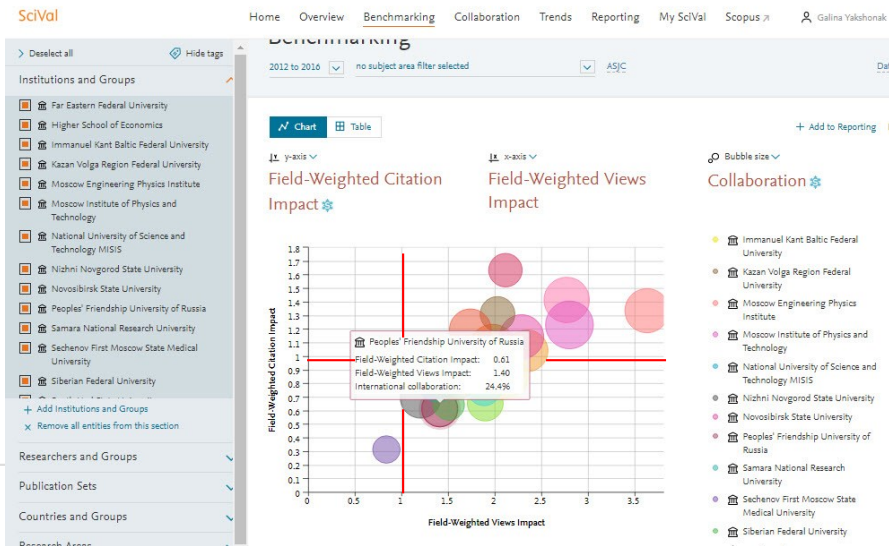 SciVal
Home Overview Benchmarking Collaboration Trends Reporting My SciVal Scopus Galina Yakshonak
Deselect all Hide tags
Institutions and Groups
Far Eastern Federal University
Higher School of Economics
Immanuel Kant Baltic Federal University
Kazan Volga Region Federal University
Moscow Engineering Physics Institute
Moscow Institute of Physics and
Technology
National University of Science and
Technology MISIS
Nizhni Novgorod State University
Novosibirsk State University
Peoples' Friendship University of Russia
Samara National Research University
Sechenov First Moscow State Medical
University
Siberian Federal University
+ Add Institutions and Groups
x Remove all entities from this section
Researchers and Groups
Publication Sets
Countries and Groups
Research Areas
Benchmarking
2012 to 2016 no subject area filter selected ASJC Dat
Chart Table + Add to Reporting
y-axis x-axis Bubble size
Field-Weighted Citation
Impact
Field-Weighted Views
Impact
Collaboration
Field-Weighted Citation Impact
1.8
1.7
1.6
1.5
1.4
1.3
1.2
1.1
1
0.9
0.8
0.7
0.6
0.5
0.4
0.3
0.2
0.1
0
0 0.5 1 1.5 2 2.5 3 3.5
Field-Weighted Views Impact
Peoples' Friendship University of Russia
Field-Weighted Citation Impact: 0.61
Field-Weighted Views Impact: 1.40
International collaboration: 24.4%
Immanuel Kant Baltic Federal
University
Kazan Volga Region Federal
University
Moscow Engineering Physics
Institute
Moscow Institute of Physics and
Technology
National University of Science and
Technology MISIS
Nizhni Novgorod State University
Novosibirsk State University
Peoples' Friendship University of
Russia
Samara National Research
University
Sechenov First Moscow State
Medical University
Siberian Federal University